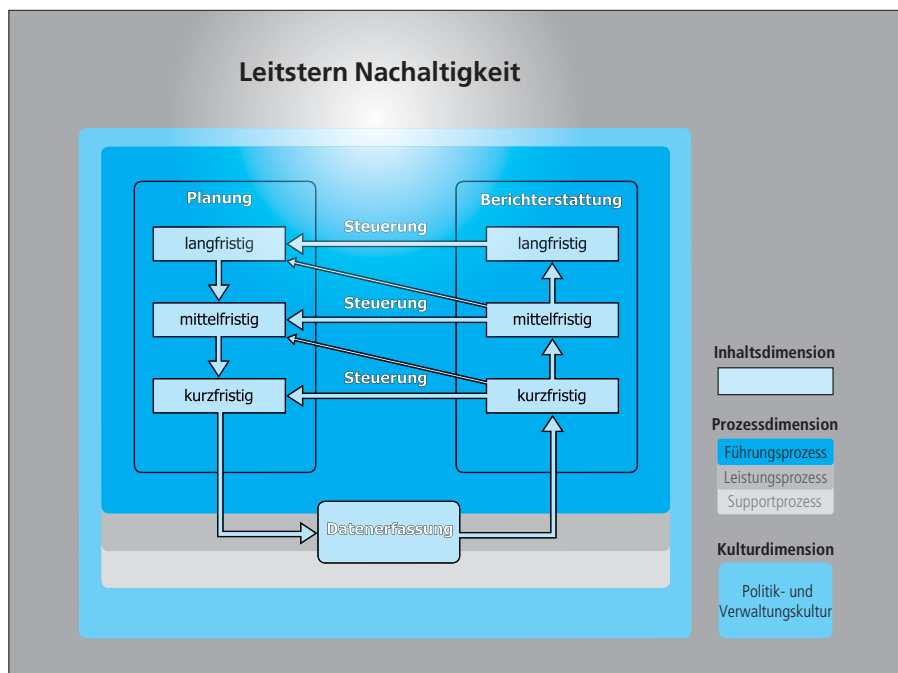 Leitstern Nachaltigkeit
Planung
langfristig
mittelfristig
kurzfristig
Steuerung
Steuerung
Steuerung
Berichterstattung
langfristig
mittelfristig
kurzfristig
Datenerfassung
Inhaltsdimension
Prozessdimension
Führungsprozess
Leistungsprozess
Supportprozess
Kulturdimension
Politik- und
Verwaltungskultur